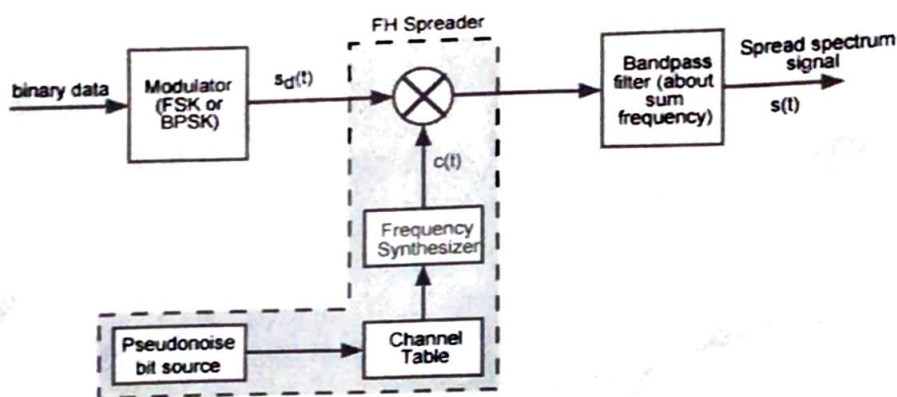 FH Spreader
binary data
Modulator
(FSK or
BPSK)
s_d(t)
Bandpass
filter (about
sum
frequency)
Spread spectrum
signal
s(t)
c(t)
Frequency
Synthesizer
Pseudonoise
bit source
Channel
Table